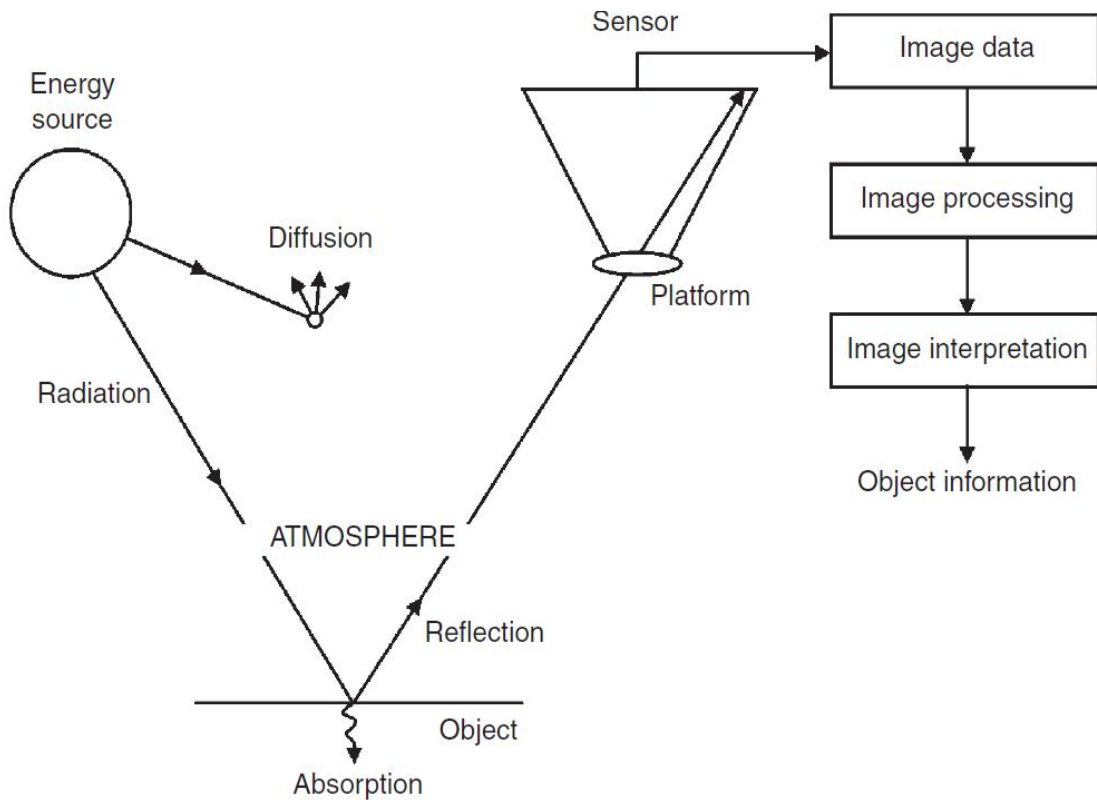 Sensor
Image data
Energy
source
Image processing
Diffusion
Platform
Image interpretation
Radiation
Object information
ATMOSPHERE
Reflection
Object
Absorption